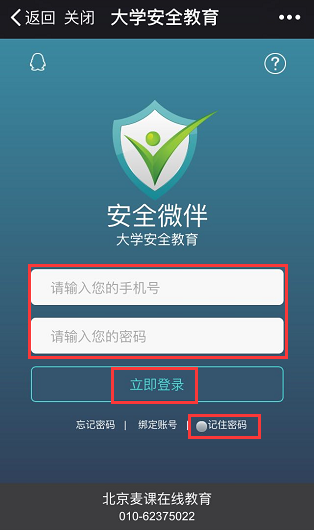 返回 关闭 大学安全教育
安全微伴
大学安全教育
请输入您的手机号
请输入您的密码
立即登录
忘记密码 | 绑定账号 | 记住密码
北京麦课在线教育
010-62375022